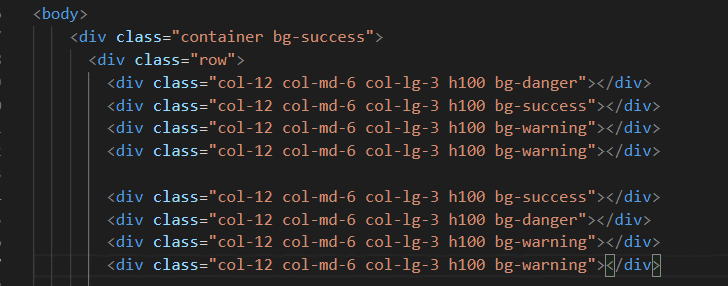 <body>
<div class="container bg-success">
<div class="row">
<div class="col-12 col-md-6 col-lg-3 h100 bg-danger"></div>
<div class="col-12 col-md-6 col-lg-3 h100 bg-success"></div>
<div class="col-12 col-md-6 col-lg-3 h100 bg-warning"></div>
<div class="col-12 col-md-6 col-lg-3 h100 bg-warning"></div>
<div class="col-12 col-md-6 col-lg-3 h100 bg-success"></div>
<div class="col-12 col-md-6 col-lg-3 h100 bg-danger"></div>
<div class="col-12 col-md-6 col-lg-3 h100 bg-warning"></div>
<div class="col-12 col-md-6 col-lg-3 h100 bg-warning"></div>